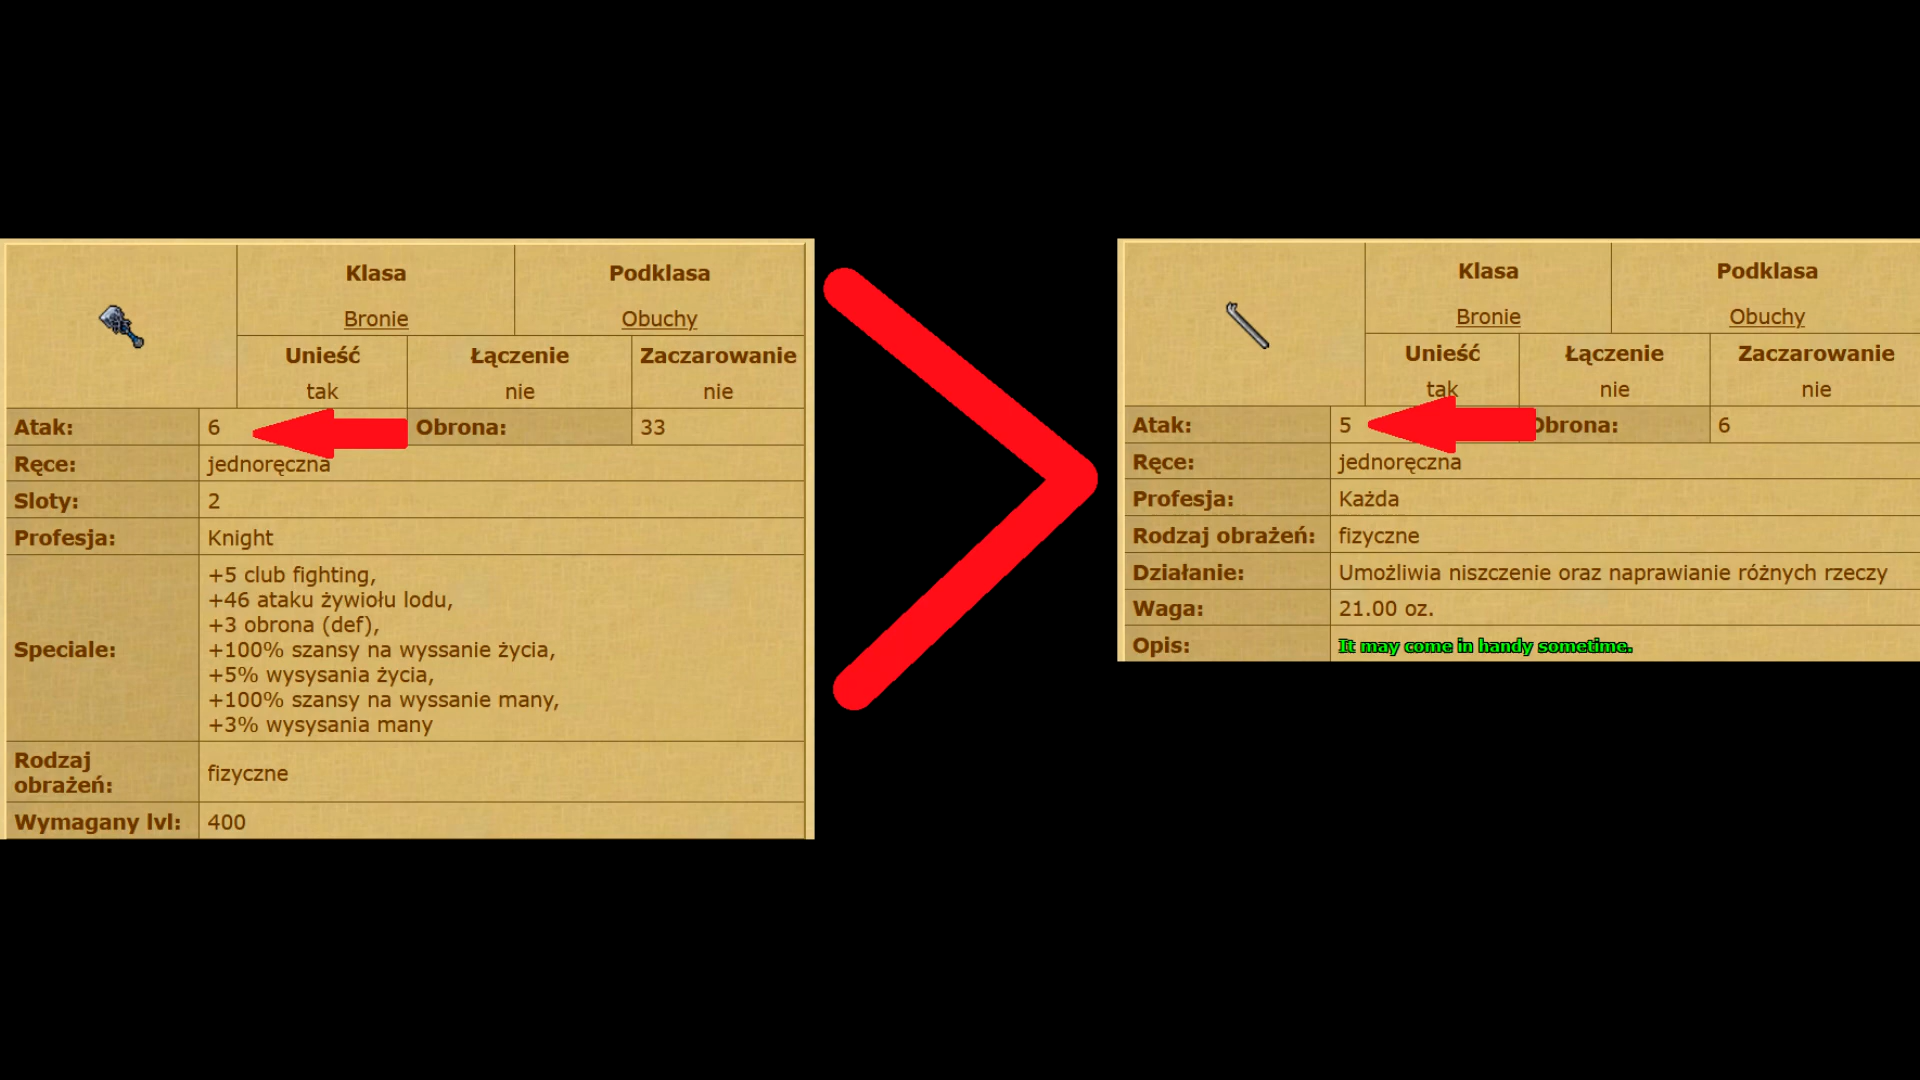 Klasa
Podklasa
Bronie
Obuchy
Unieść
Łączenie
Zaczarowanie
tak
nie
nie
Atak:
6
Obrona:
33
Ręce:
jednoręczna
Sloty:
2
Profesja:
Knight
Speciale:
+5 club fighting,
+46 ataku żywiołu lodu,
+3 obrona (def),
+100% szansy na wyssanie życia,
+5% wysysania życia,
+100% szansy na wyssanie many,
+3% wysysania many
Rodzaj
obrażeń:
fizyczne
Wymagany lvl:
400
Klasa
Podklasa
Bronie
Obuchy
Unieść
Łączenie
Zaczarowanie
tak
nie
nie
Atak:
5
Obrona:
6
Ręce:
jednoręczna
Profesja:
Każda
Rodzaj obrażeń:
fizyczne
Działanie:
Umożliwia niszczenie oraz naprawianie różnych rzeczy
Waga:
21.00 oz.
Opis:
It may come in handy sometime.